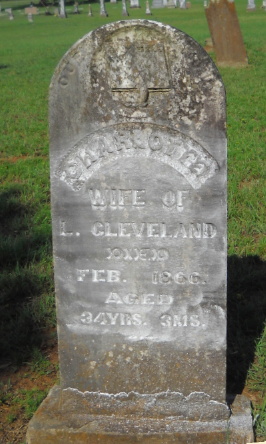 CHARLOTTE
WIFE OF
L. CLEVELAND
DIED
FEB. 1866.
AGED
34YRS. 3MS.